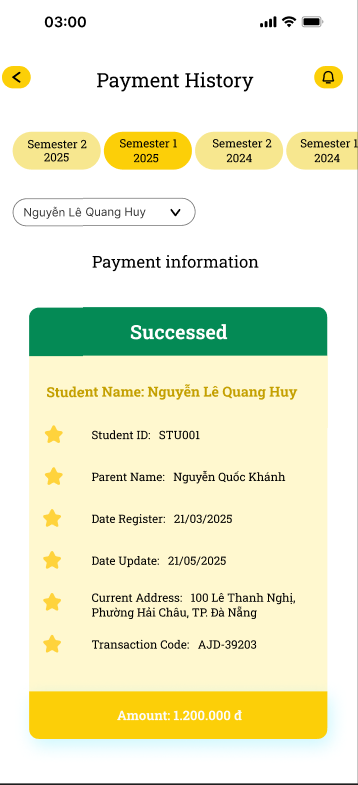 03:00
Payment History
Semester 2
2025
Semester 1
2025
Semester 2
2024
Semester 1
2024
Nguyễn Lê Quang Huy
Payment information
Successed
Student Name: Nguyễn Lê Quang Huy
Student ID: STU001
Parent Name: Nguyễn Quốc Khánh
Date Register: 21/03/2025
Date Update: 21/05/2025
Current Address: 100 Lê Thanh Nghị,
Phường Hải Châu, TP. Đà Nẵng
Transaction Code: AJD-39203
Amount: 1.200.000 đ